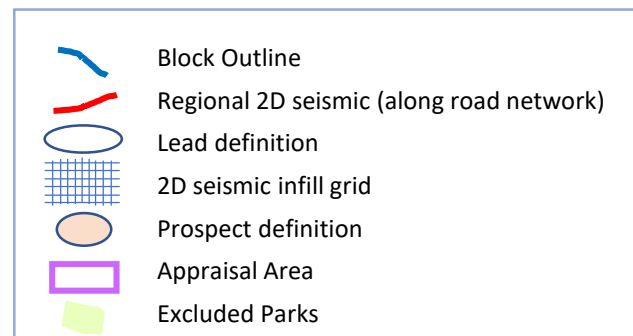 Block Outline
Regional 2D seismic (along road network)
Lead definition
2D seismic infill grid
Prospect definition
Appraisal Area
Excluded Parks